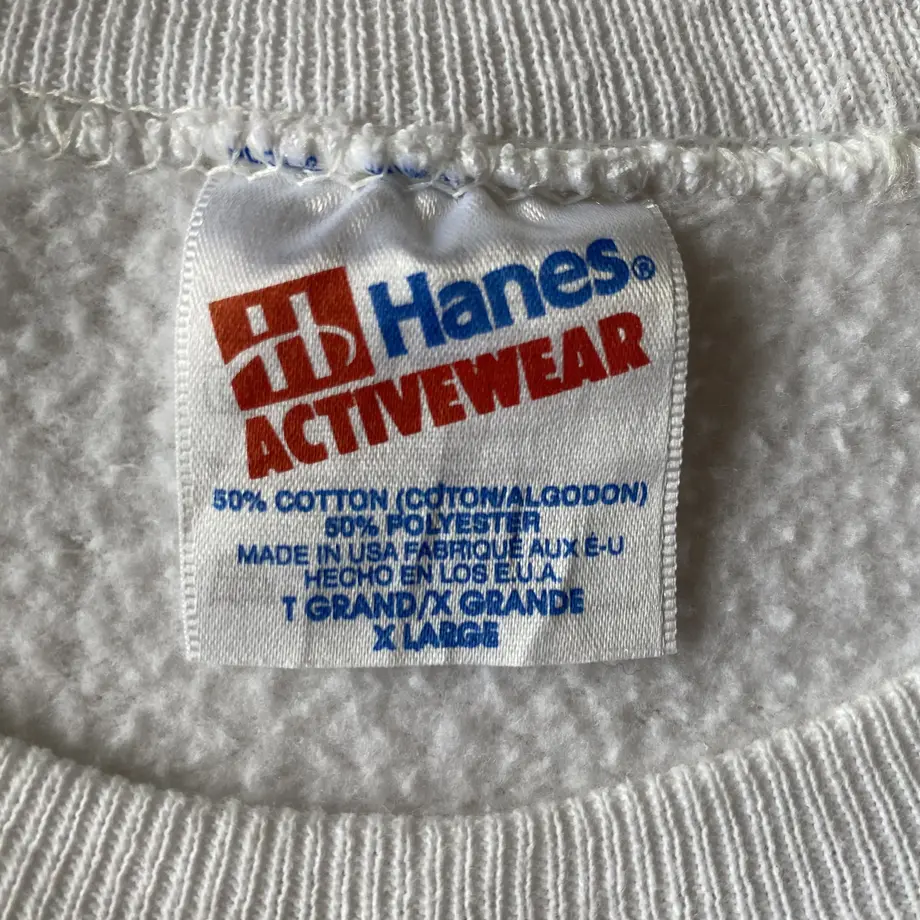 Hanes®
ACTIVEWEAR
50% COTTON (COTON/ALGODON)
50% POLYESTER
MADE IN USA FABRIQUÉ AUX É-U
HECHO EN LOS E.U.A.
T GRAND/X GRANDE
X LARGE